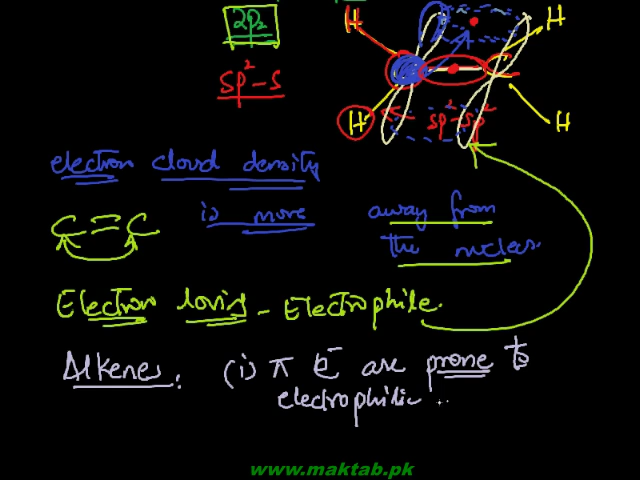 2Pz
H
H
sp²-s
H
sp²-sp²
H
electron cloud density
is more away from
the nucleus.
C=C
Electron loving - Electrophile.
Alkenes. (i) π e⁻ are prone to
electrophilic
www.maktab.pk